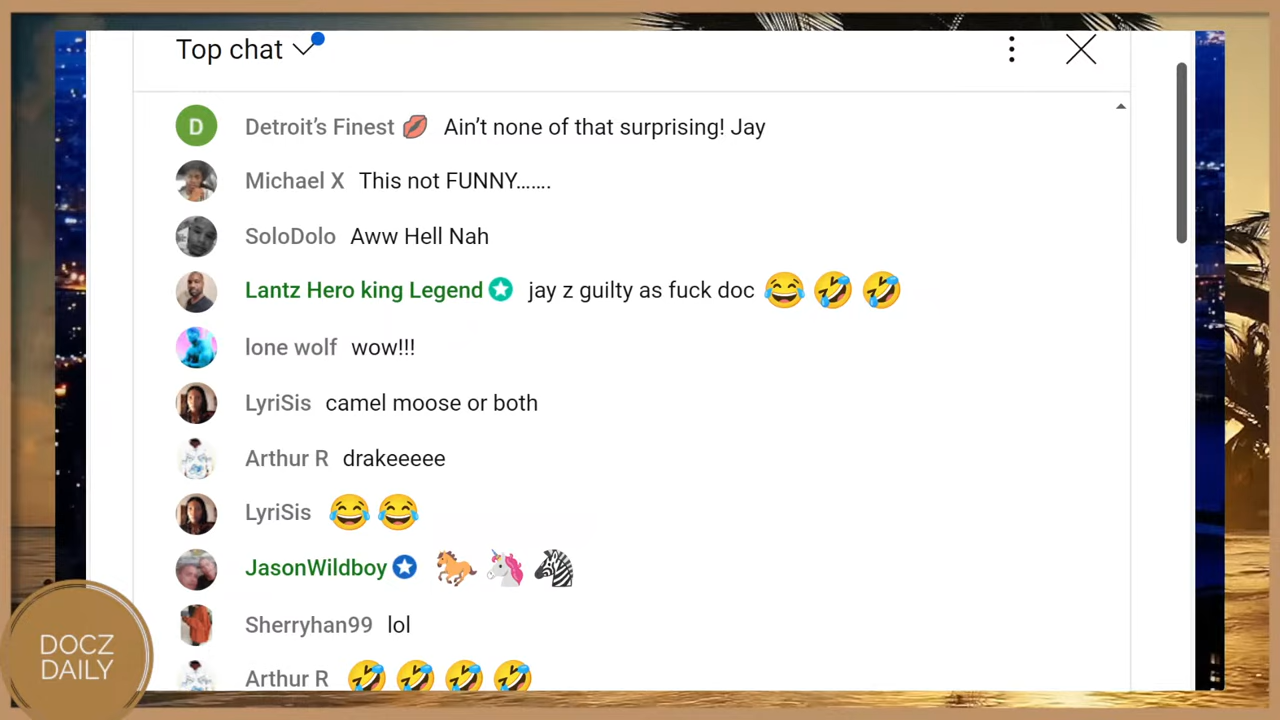 Top chat
Detroit’s Finest 💋 Ain’t none of that surprising! Jay
Michael X This not FUNNY.......
SoloDolo Aww Hell Nah
Lantz Hero king Legend jay z guilty as fuck doc 😂 🤣 🤣
lone wolf wow!!!
LyriSis camel moose or both
Arthur R drakeeeee
LyriSis 😂 😂
JasonWildboy 🐎 🦄 🦓
Sherryhan99 lol
Arthur R 🤣 🤣 🤣 🤣
D
DOCZ
DAILY